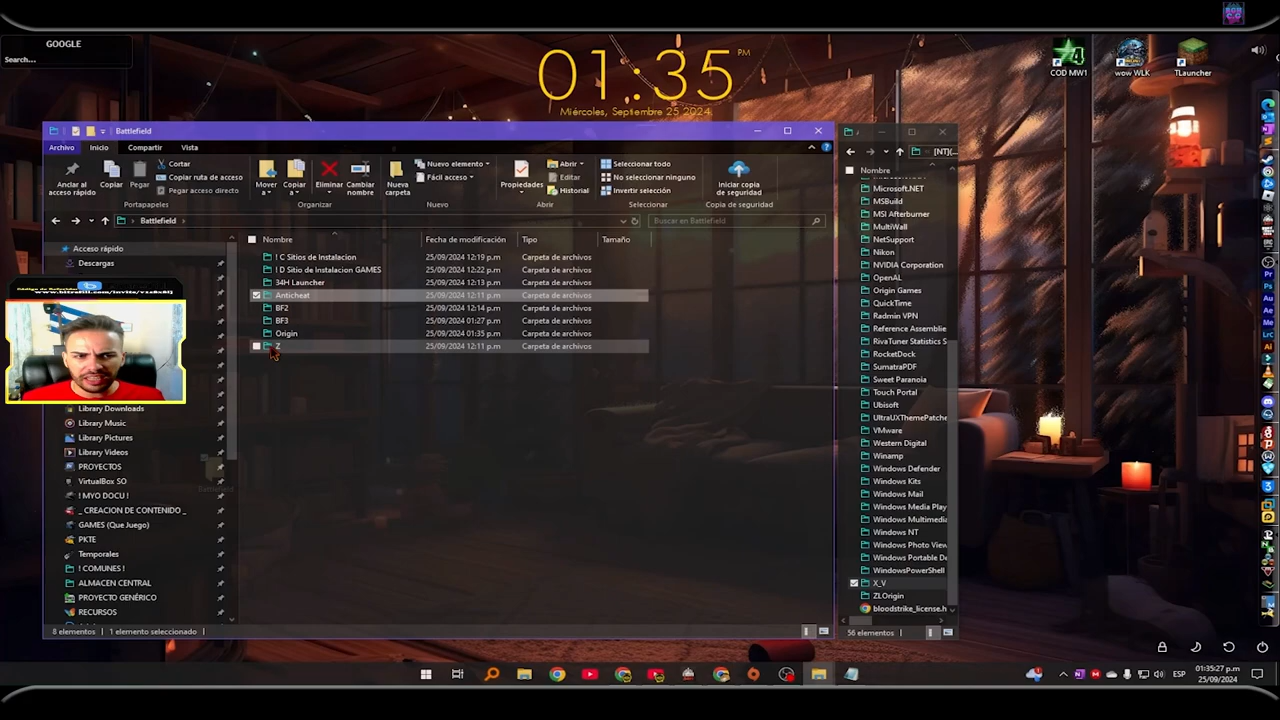 GOOGLE
Search...
01:35 PM
Miércoles, Septiembre 25 2024
COD MW1
wow WLK
TLauncher
Battlefield
Archivo
Inicio
Compartir
Vista
Anclar al acceso rápido
Copiar
Pegar
Cortar
Copiar ruta de acceso
Pegar acceso directo
Portapapeles
Mover a
Copiar a
Eliminar
Cambiar nombre
Organizar
Nueva carpeta
Nuevo elemento
Fácil acceso
Nuevo
Propiedades
Abrir
Editar
Historial
Abrir
Seleccionar todo
No seleccionar ninguno
Invertir selección
Seleccionar
Iniciar copia de seguridad
Copia de seguridad
Battlefield
Buscar en Battlefield
Acceso rápido
Descargas
Library Downloads
Library Music
Library Pictures
Library Videos
PROYECTOS
VirtualBox SO
! MYO DOCU !
_ CREACION DE CONTENIDO _
GAMES (Que Juego)
PKTE
Temporales
! COMUNES !
ALMACEN CENTRAL
PROYECTO GENÉRICO
RECURSOS
Nombre Fecha de modificación Tipo Tamaño
! C Sitios de Instalacion 25/09/2024 12:19 p.m Carpeta de archivos
! D Sitio de Instalacion GAMES 25/09/2024 12:22 p.m Carpeta de archivos
34H Launcher 25/09/2024 12:13 p.m Carpeta de archivos
Anticheat 25/09/2024 12:11 p.m Carpeta de archivos
BF2 25/09/2024 12:14 p.m Carpeta de archivos
BF3 25/09/2024 01:27 p.m Carpeta de archivos
Origin 25/09/2024 01:35 p.m Carpeta de archivos
Z 25/09/2024 12:11 p.m Carpeta de archivos
Battlefield
8 elementos
1 elemento seleccionado
[NT](...
Nombre
Microsoft.NET
MSBuild
MSI Afterburner
MultiWall
NetSupport
Nikon
NVIDIA Corporation
OpenAL
Origin Games
QuickTime
Radmin VPN
Reference Assemblie
RivaTuner Statistics S
RocketDock
SumatraPDF
Sweet Paranoia
Touch Portal
Ubisoft
UltraUXThemePatche
VMware
Western Digital
Winamp
Windows Defender
Windows Kits
Windows Mail
Windows Media Play
Windows Multimedia
Windows NT
Windows Photo View
Windows Portable De
WindowsPowerShell
X_V
ZLOrigin
bloodstrike_license.h
56 elementos
ESP
01:35:27 p.m
25/09/2024